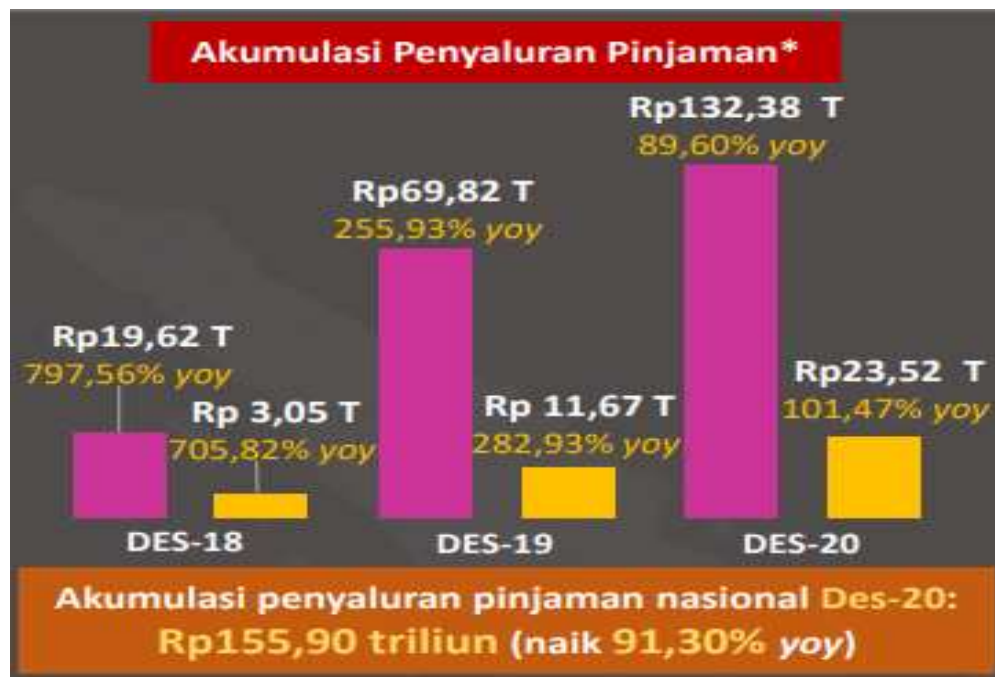 Akumulasi Penyaluran Pinjaman*
Rp132,38 T
89,60% yoy
Rp69,82 T
255,93% yoy
Rp19,62 T
797,56% yoy
Rp23,52 T
101,47% yoy
Rp 3,05 T
705,82% yoy
Rp 11,67 T
282,93% yoy
DES-18 DES-19 DES-20
Akumulasi penyaluran pinjaman nasional Des-20:
Rp155,90 triliun (naik 91,30% yoy)